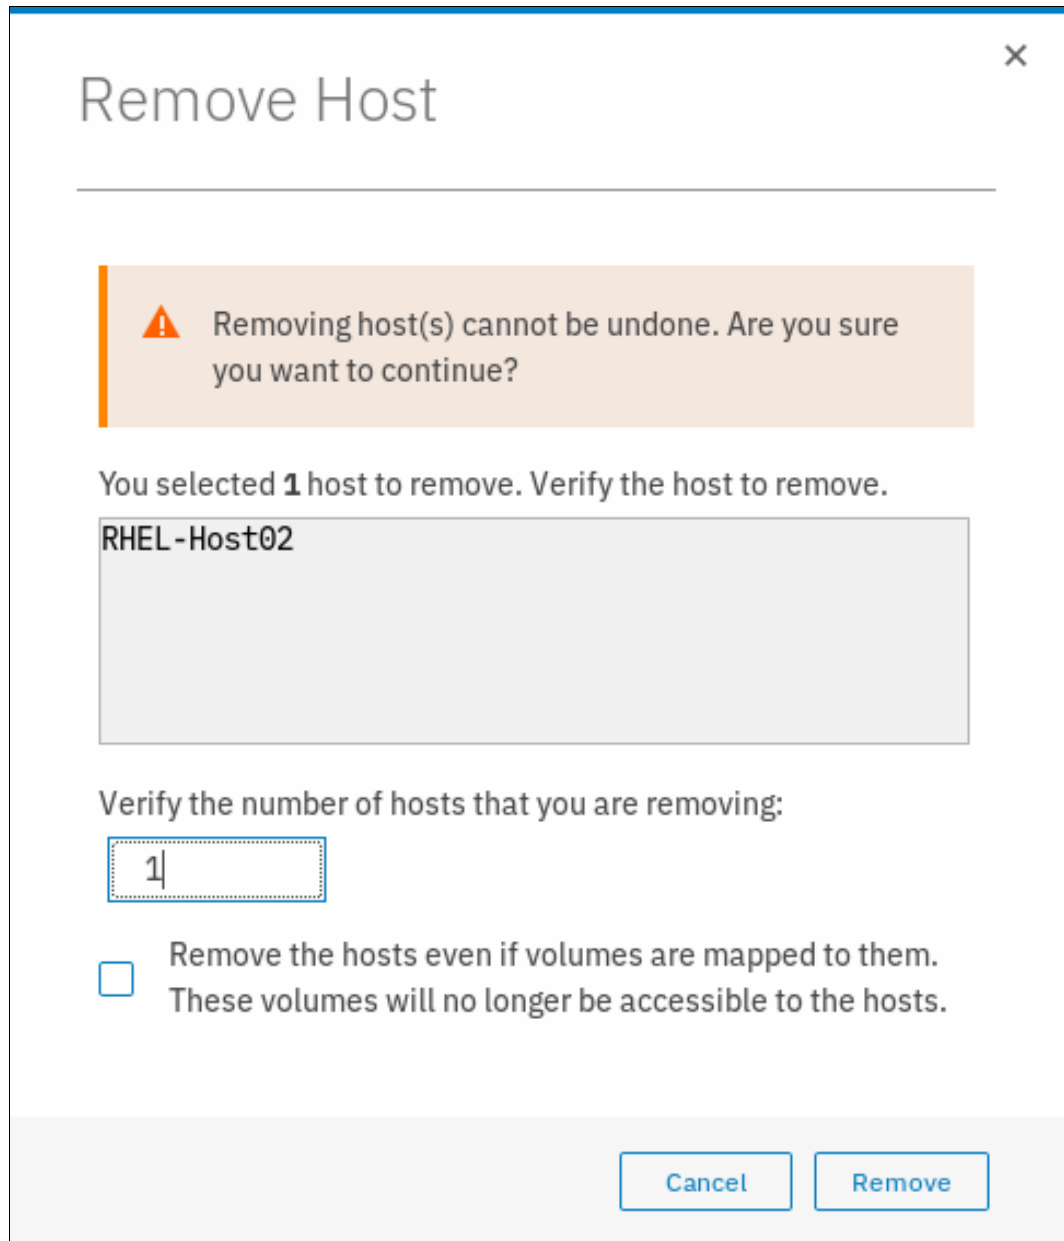 Remove Host
Removing host(s) cannot be undone. Are you sure
you want to continue?
You selected 1 host to remove. Verify the host to remove.
RHEL-Host02
Verify the number of hosts that you are removing:
1
Remove the hosts even if volumes are mapped to them.
These volumes will no longer be accessible to the hosts.
Cancel Remove